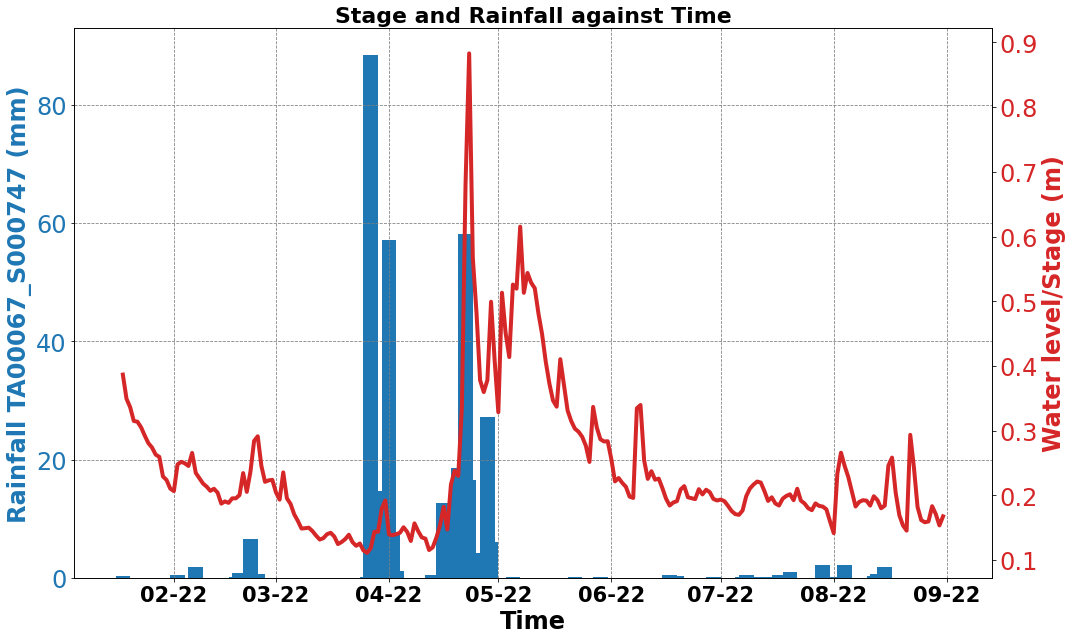 Stage and Rainfall against Time
Rainfall TA00067_S000747 (mm)
80
60
40
20
0
0.9
0.8
0.7
0.6
0.5
0.4
0.3
0.2
0.1
Water level/Stage (m)
02-22 03-22 04-22 05-22 06-22 07-22 08-22 09-22
Time